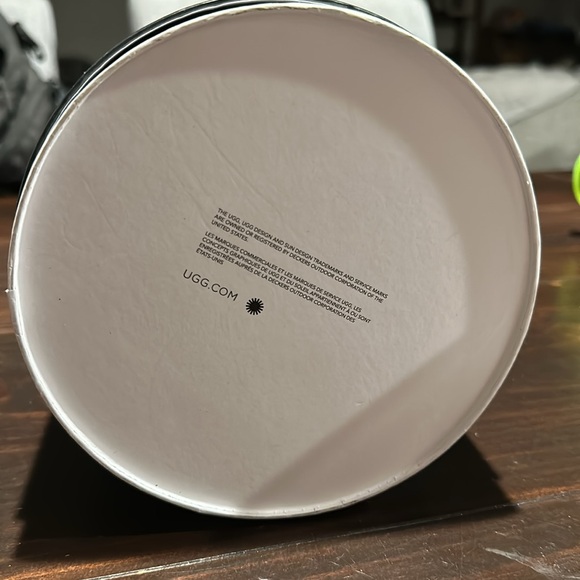 THE UGG, UGG DESIGN AND SUN DESIGN TRADEMARKS AND SERVICE MARKS
ARE OWNED OR REGISTERED BY DECKERS OUTDOOR CORPORATION OF THE
UNITED STATES.
LES MARQUES COMMERCIALES ET LES MARQUES DE SERVICE UGG, LES
CONCEPTS GRAPHIQUES DE UGG ET DU SOLEIL APPARTIENNENT À OU SONT
ENREGISTRÉES AUPRÈS DE LA DECKERS OUTDOOR CORPORATION DES
ÉTATS-UNIS
UGG.COM